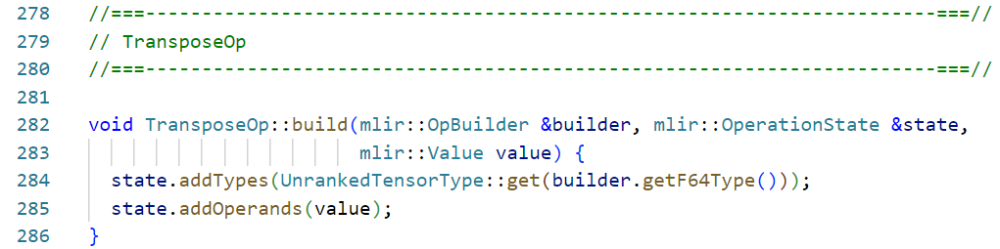 278 //===----------------------------------------------------------------------===//
279 // TransposeOp
280 //===----------------------------------------------------------------------===//
281
282 void TransposeOp::build(mlir::OpBuilder &builder, mlir::OperationState &state,
283                         mlir::Value value) {
284   state.addTypes(UnrankedTensorType::get(builder.getF64Type()));
285   state.addOperands(value);
286 }